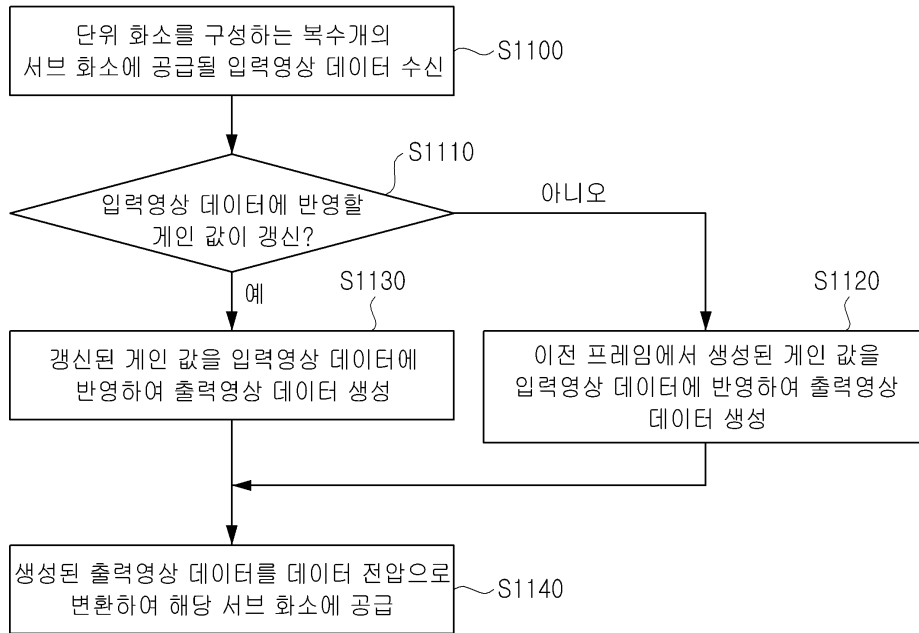 단위 화소를 구성하는 복수개의
서브 화소에 공급될 입력영상 데이터 수신
S1100
S1110
입력영상 데이터에 반영할
게인 값이 갱신?
아니오
예
S1130
갱신된 게인 값을 입력영상 데이터에
반영하여 출력영상 데이터 생성
S1120
이전 프레임에서 생성된 게인 값을
입력영상 데이터에 반영하여 출력영상
데이터 생성
생성된 출력영상 데이터를 데이터 전압으로
변환하여 해당 서브 화소에 공급
S1140